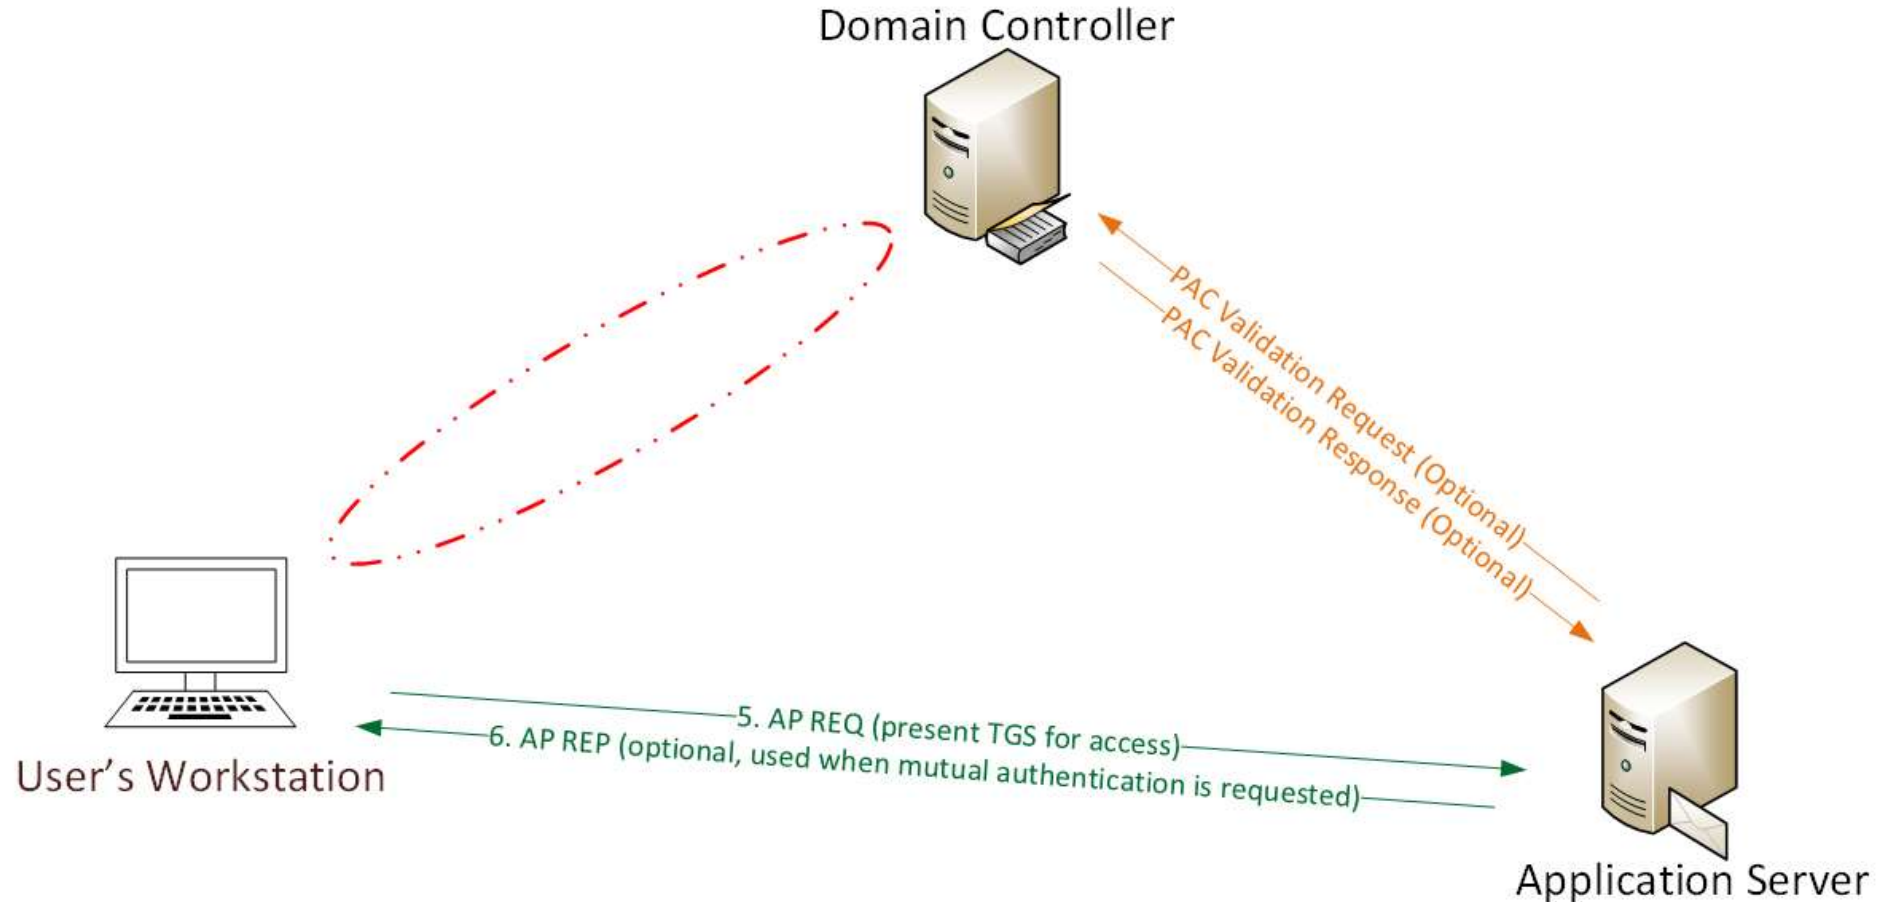 Domain Controller
PAC Validation Request (Optional)
PAC Validation Response (Optional)
5. AP REQ (present TGS for access)
6. AP REP (optional, used when mutual authentication is requested)
User’s Workstation
Application Server